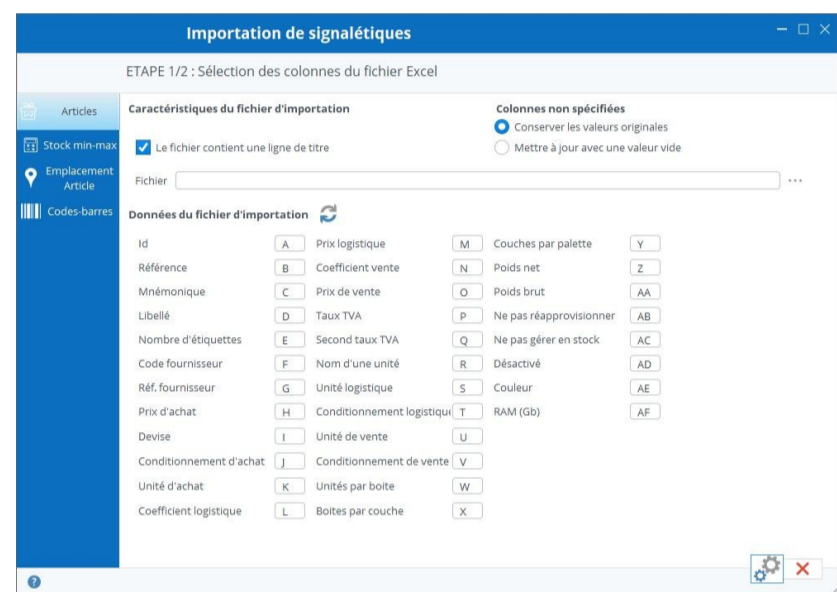 Importation de signalétiques
ETAPE 1/2 : Sélection des colonnes du fichier Excel
Articles
Stock min-max
Emplacement
Article
Codes-barres
Caractéristiques du fichier d'importation
Colonnes non spécifiées
Conserver les valeurs originales
Le fichier contient une ligne de titre
Mettre à jour avec une valeur vide
Fichier ...
Données du fichier d'importation
Id A Prix logistique M Couches par palette Y
Référence B Coefficient vente N Poids net Z
Mnémonique C Prix de vente O Poids brut AA
Libellé D Taux TVA P Ne pas réapprovisionner AB
Nombre d'étiquettes E Second taux TVA Q Ne pas gérer en stock AC
Code fournisseur F Nom d'une unité R Désactivé AD
Réf. fournisseur G Unité logistique S Couleur AE
Prix d'achat H Conditionnement logistiqu T RAM (Gb) AF
Devise I Unité de vente U
Conditionnement d'achat J Conditionnement de vente V
Unité d'achat K Unités par boite W
Coefficient logistique L Boites par couche X
?